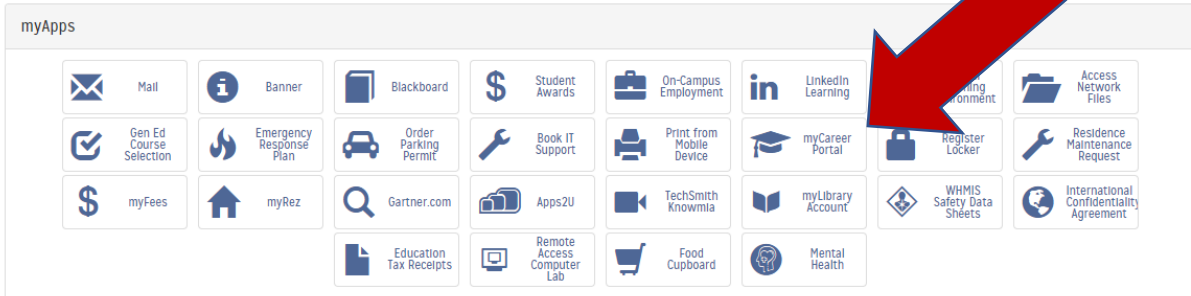 myApps
Mail
Banner
Blackboard
Student
Awards
On-Campus
Employment
in
LinkedIn
Learning
Access
Network
Files
Gen Ed
Course
Selection
Emergency
Response
Plan
Order
Parking
Permit
Book IT
Support
Print from
Mobile
Device
myCareer
Portal
Register
Locker
Residence
Maintenance
Request
myFees
myRez
Gartner.com
Apps2U
TechSmith
Knowmia
myLibrary
Account
WHMIS
Safety Data
Sheets
International
Confidentiality
Agreement
Education
Tax Receipts
Remote
Access
Computer
Lab
Food
Cupboard
Mental
Health